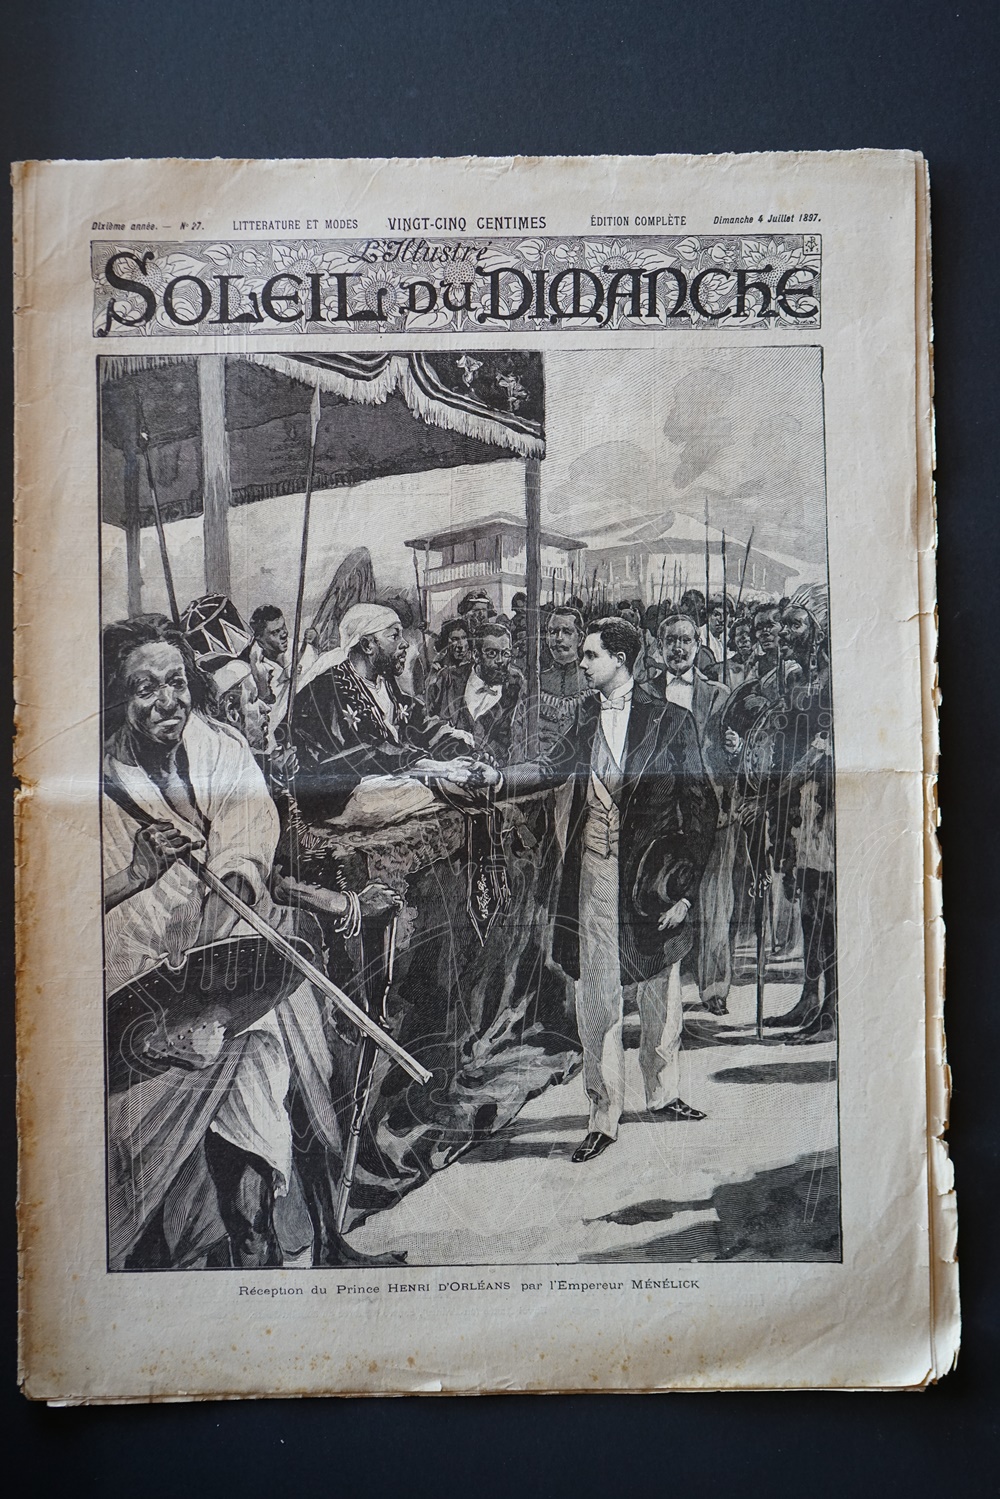 Dixième année. — N° 27. LITTERATURE ET MODES VINGT-CINQ CENTIMES ÉDITION COMPLÈTE Dimanche 4 Juillet 1897.
L'Illustré
SOLEIL DU DIMANCHE
Réception du Prince HENRI D'ORLÉANS par l'Empereur MÉNÉLICK